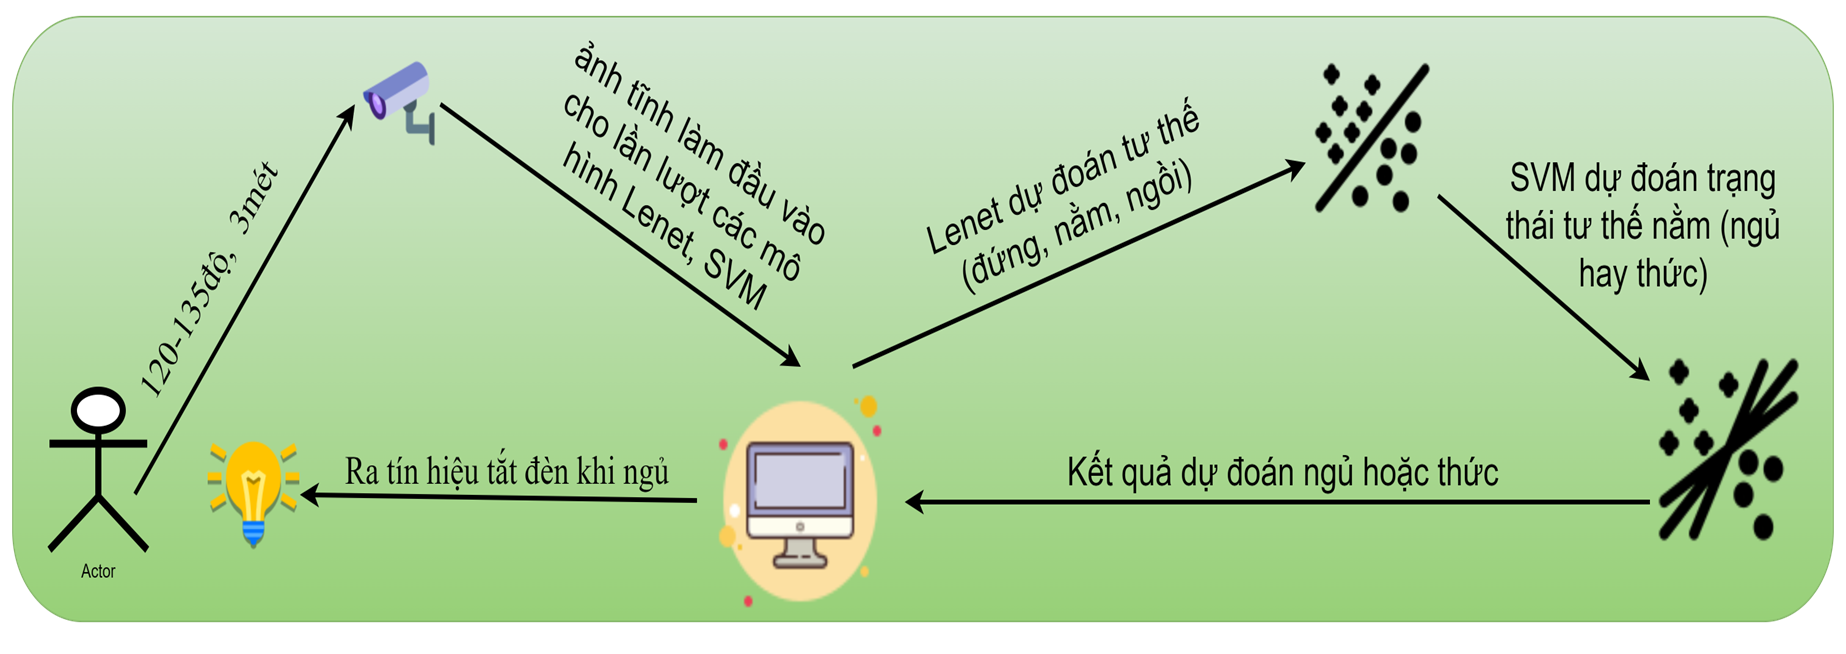 120-135độ, 3mét
ảnh tĩnh làm đầu vào
cho lần lượt các mô
hình Lenet, SVM
Lenet dự đoán tư thế
(đứng, nằm, ngồi)
SVM dự đoán trạng
thái tư thế nằm (ngủ
hay thức)
Kết quả dự đoán ngủ hoặc thức
Ra tín hiệu tắt đèn khi ngủ
Actor